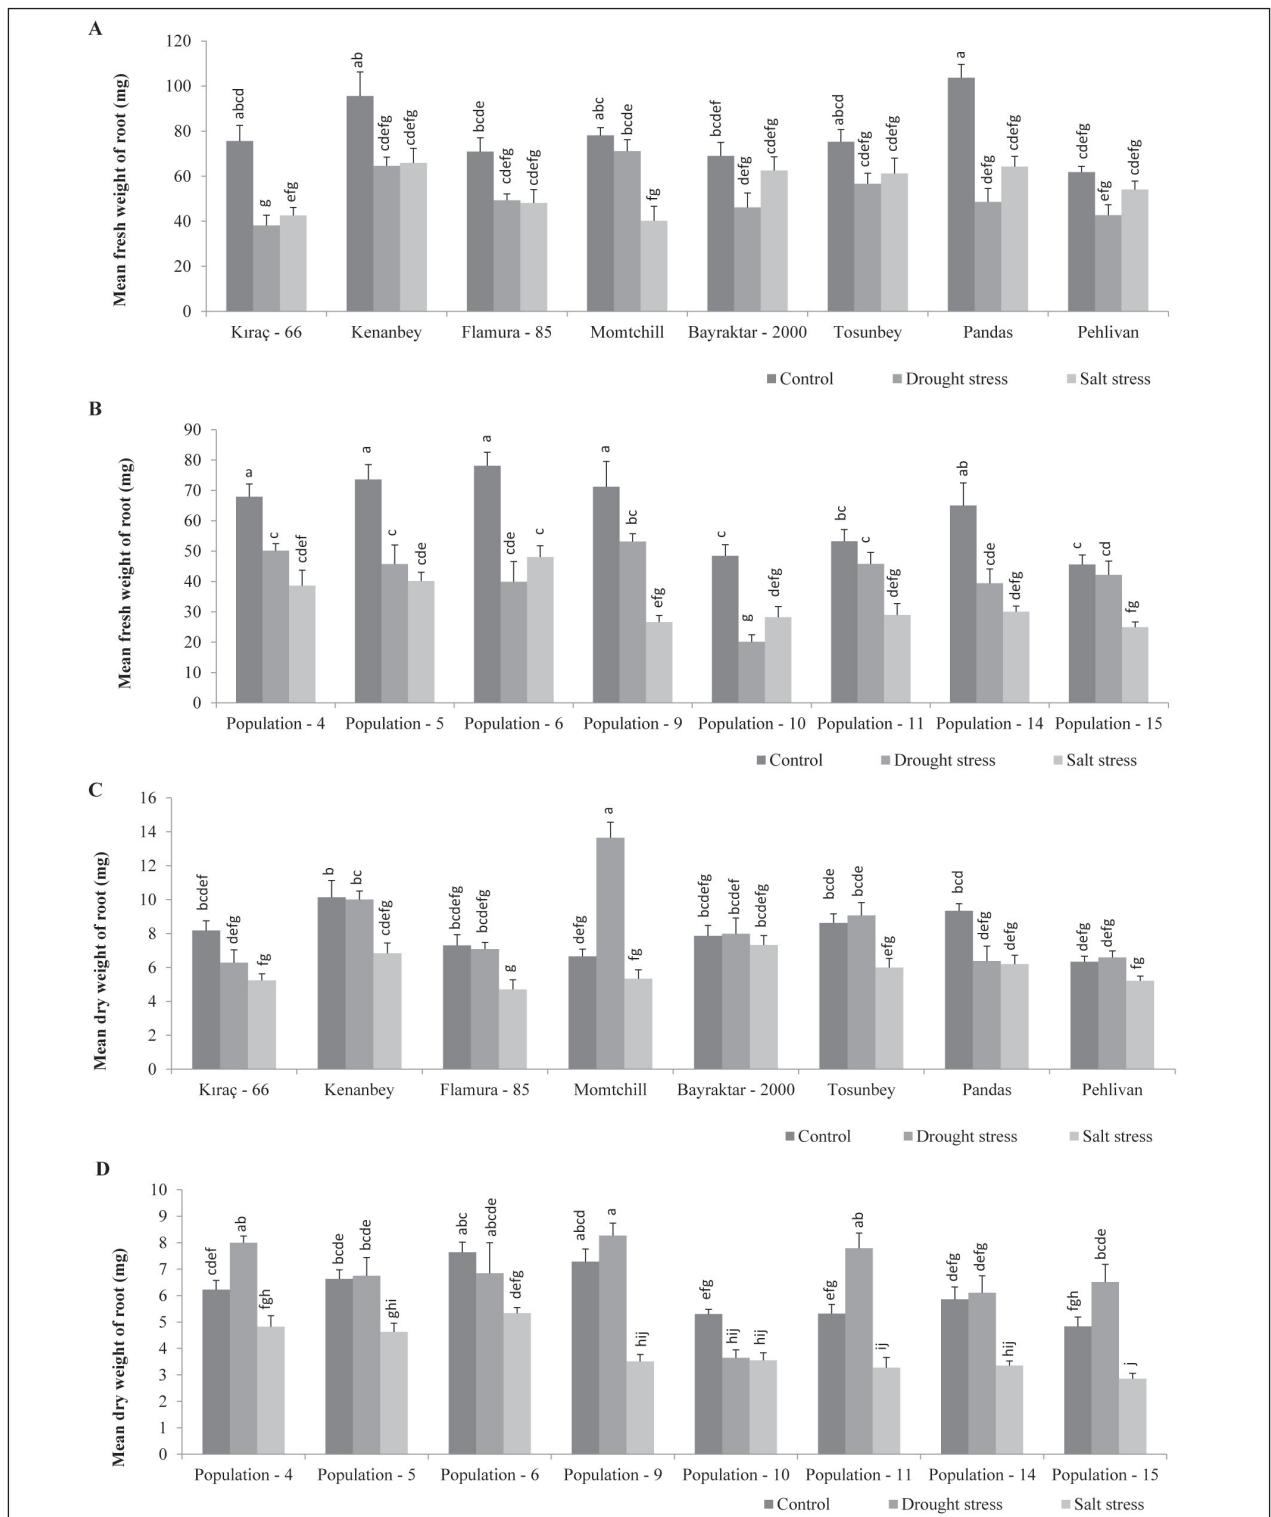 A
Mean fresh weight of root (mg)
120
100
80
60
40
20
0
abcd
g
efg
ab
cdefg
cdefg
bcde
cdefg
cdefg
abc
bcde
fg
bcdef
defg
cdefg
abcd
cdefg
cdefg
a
defg
cdefg
cdefg
efg
cdefg
Kıraç - 66 Kenanbey Flamura - 85 Momtchill Bayraktar - 2000 Tosunbey Pandas Pehlivan
Control Drought stress Salt stress
B
Mean fresh weight of root (mg)
90
80
70
60
50
40
30
20
10
0
a
c
cdef
a
c
cde
a
cde
c
a
bc
efg
c
g
defg
bc
c
defg
ab
cde
defg
c
cd
fg
Population - 4 Population - 5 Population - 6 Population - 9 Population - 10 Population - 11 Population - 14 Population - 15
Control Drought stress Salt stress
C
Mean dry weight of root (mg)
16
14
12
10
8
6
4
2
0
bcdef
defg
fg
b
bc
cdefg
bcdefg
bcdefg
g
defg
a
fg
bcdefg
bcdef
bcdefg
bcde
bcde
efg
bcd
defg
defg
defg
defg
fg
Kıraç - 66 Kenanbey Flamura - 85 Momtchill Bayraktar - 2000 Tosunbey Pandas Pehlivan
Control Drought stress Salt stress
D
Mean dry weight of root (mg)
10
9
8
7
6
5
4
3
2
1
0
cdef
ab
fgh
bcde
bcde
ghi
abc
abcde
defg
abcd
a
hij
efg
hij
hij
efg
ab
ij
defg
defg
hij
fgh
bcde
j
Population - 4 Population - 5 Population - 6 Population - 9 Population - 10 Population - 11 Population - 14 Population - 15
Control Drought stress Salt stress